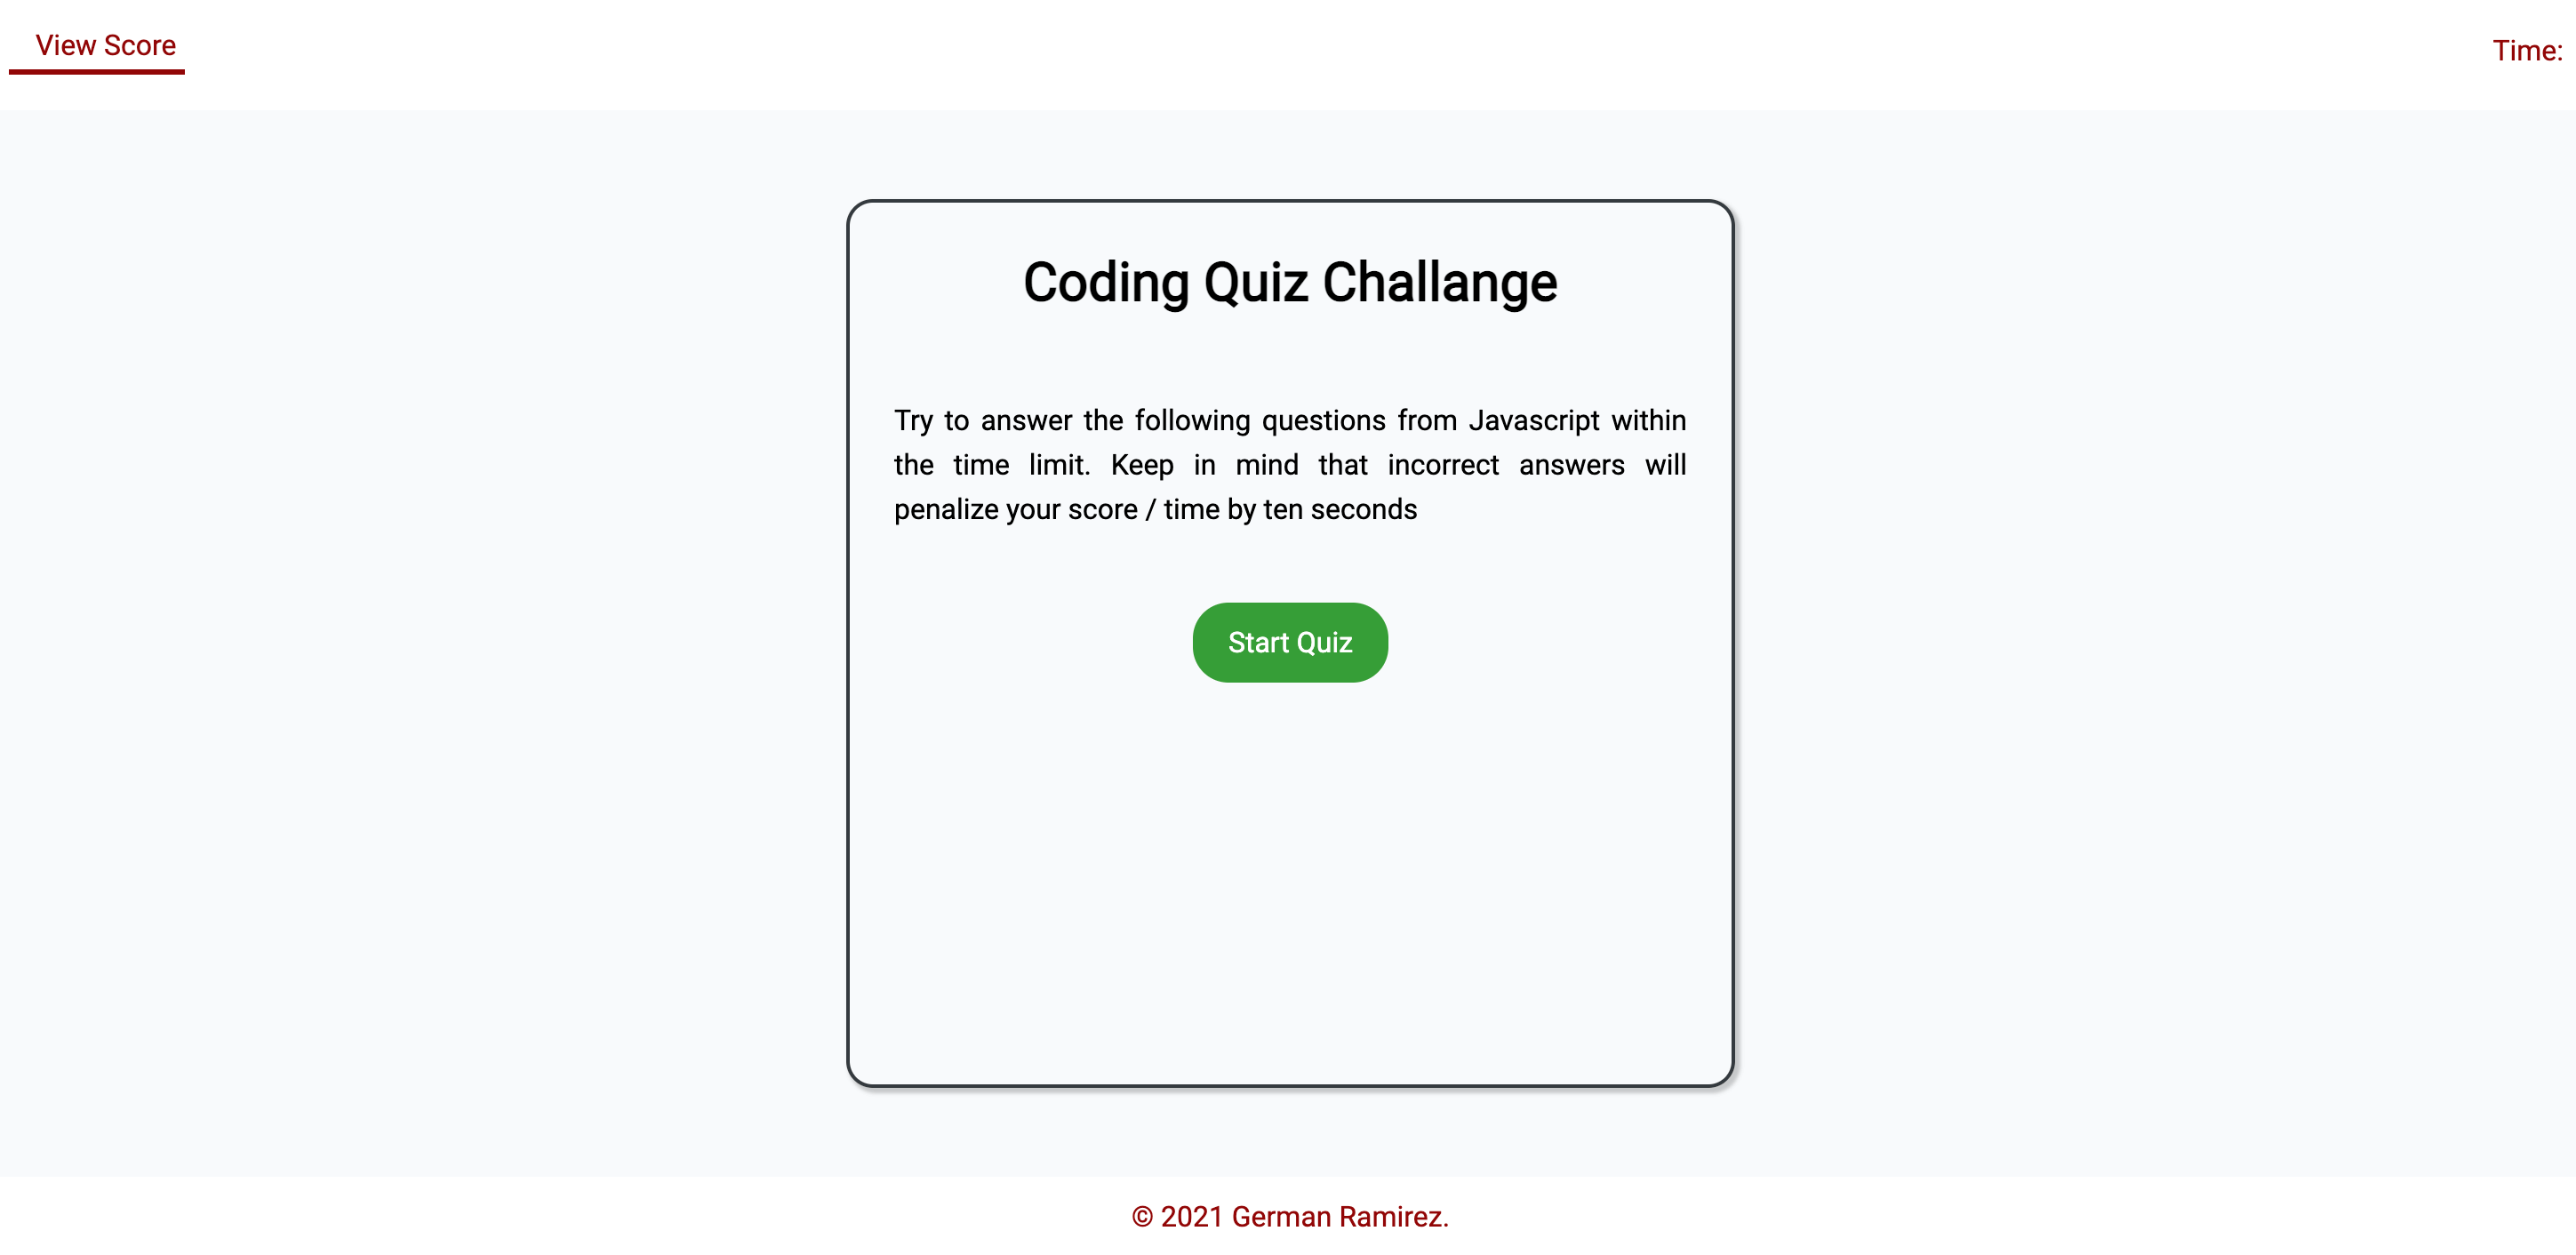 View Score
Time:
Coding Quiz Challange
Try to answer the following questions from Javascript within
the time limit. Keep in mind that incorrect answers will
penalize your score / time by ten seconds
Start Quiz
© 2021 German Ramirez.